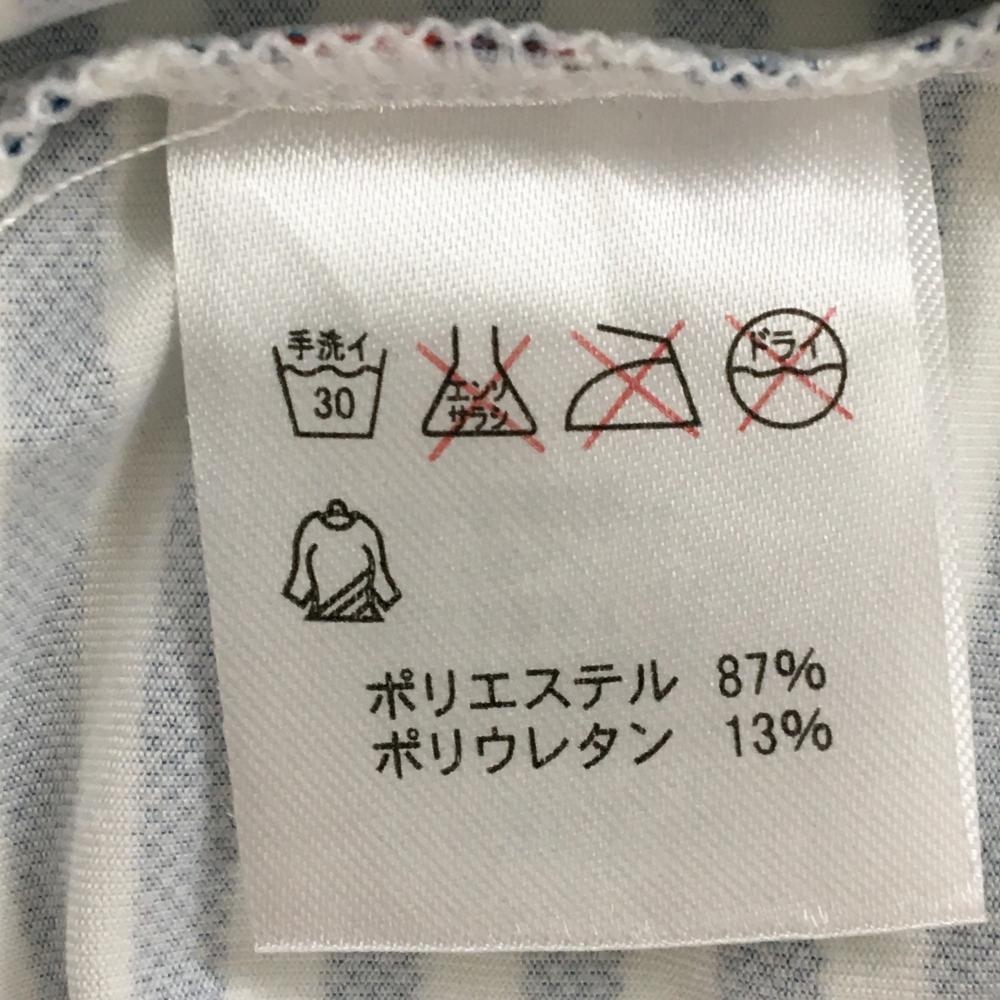 手洗イ
30
エンソ
サラシ
ドライ
ポリエステル 87%
ポリウレタン 13%